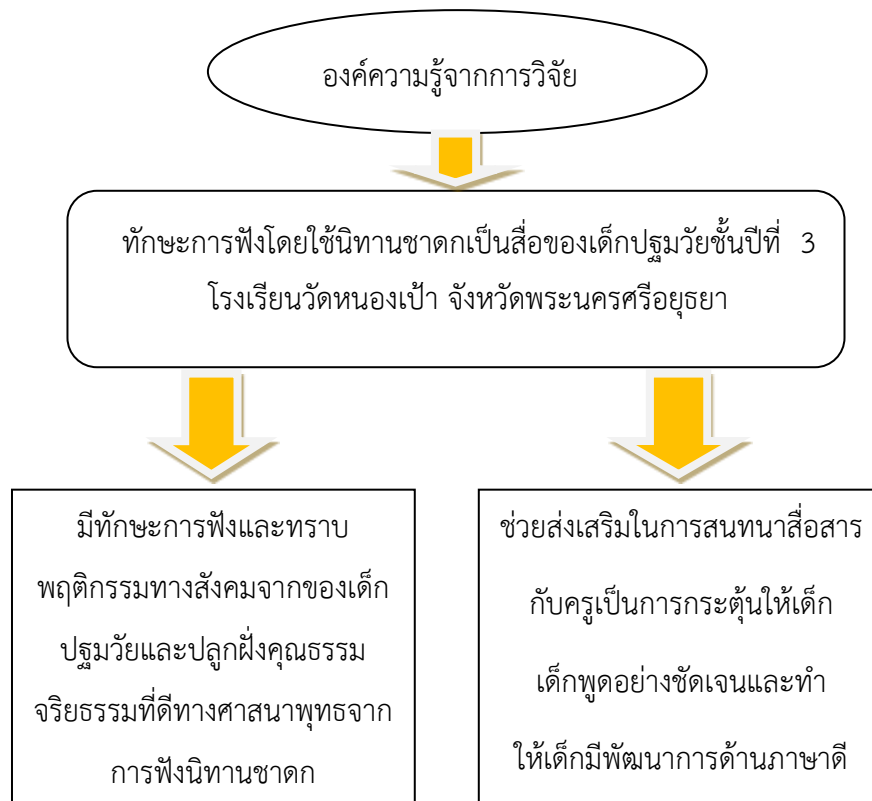 องค์ความรู้จากการวิจัย
ทักษะการฟังโดยใช้นิทานชาดกเป็นสื่อของเด็กปฐมวัยชั้นปีที่ 3
โรงเรียนวัดหนองเป้า จังหวัดพระนครศรีอยุธยา
มีทักษะการฟังและทราบ
พฤติกรรมทางสังคมจากของเด็ก
ปฐมวัยและปลูกฝั่งคุณธรรม
จริยธรรมที่ดีทางศาสนาพุทธจาก
การฟังนิทานชาดก
ช่วยส่งเสริมในการสนทนาสื่อสาร
กับครูเป็นการกระตุ้นให้เด็ก
เด็กพูดอย่างชัดเจนและทำ
ให้เด็กมีพัฒนาการด้านภาษาดี